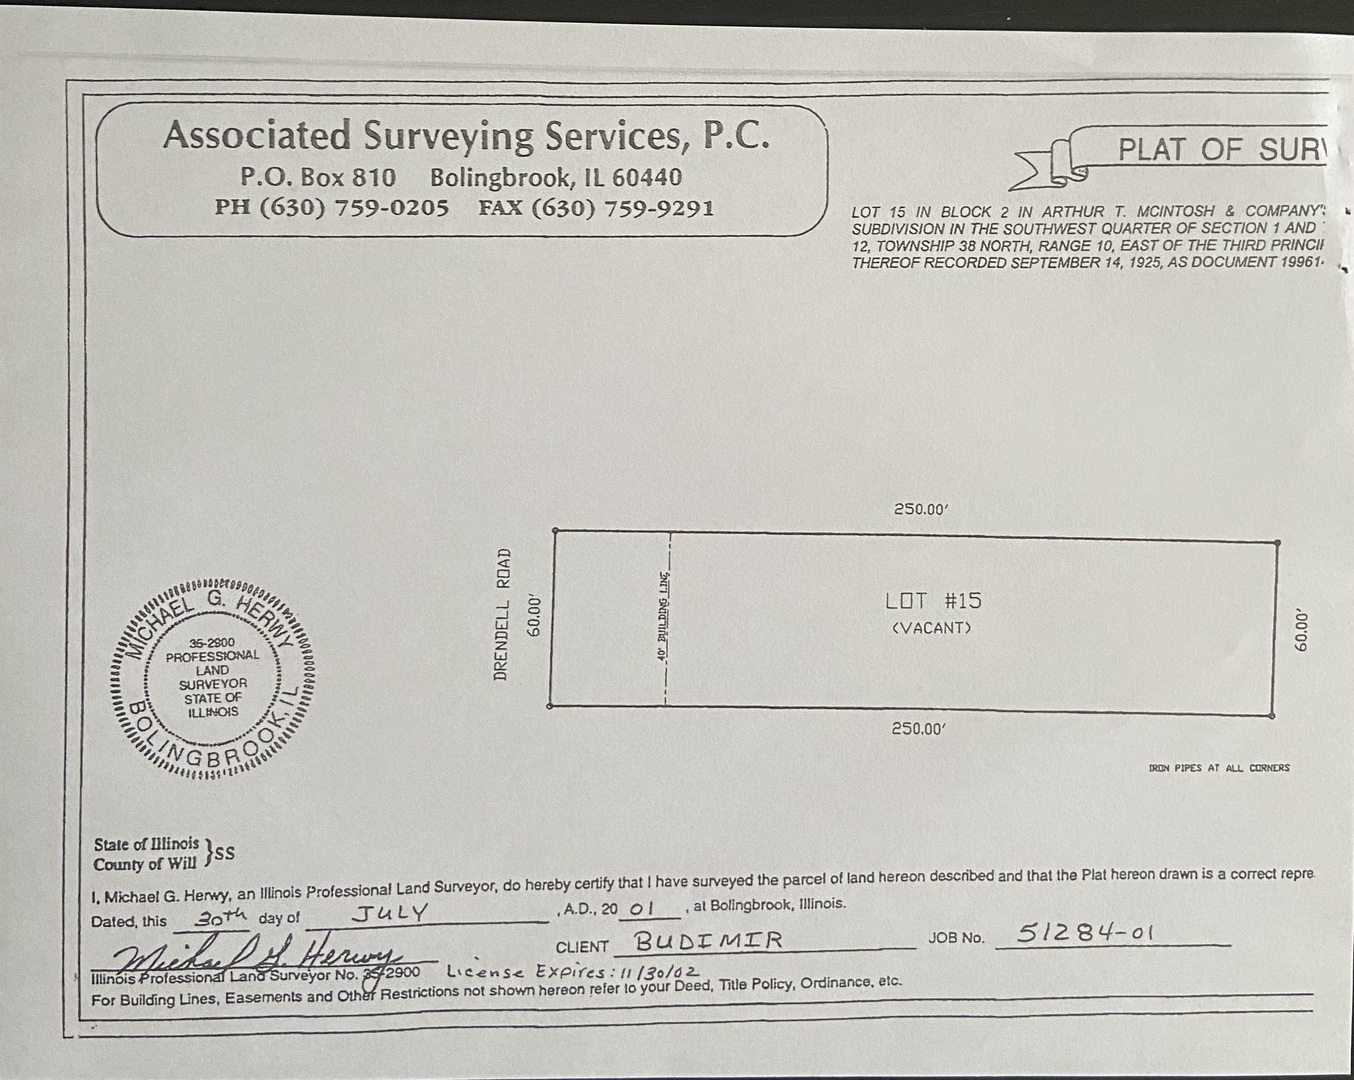 Associated Surveying Services, P.C.
P.O. Box 810 Bolingbrook, IL 60440
PH (630) 759-0205 FAX (630) 759-9291
PLAT OF SURV
LOT 15 IN BLOCK 2 IN ARTHUR T. MCINTOSH & COMPANY'S
SUBDIVISION IN THE SOUTHWEST QUARTER OF SECTION 1 AND
12, TOWNSHIP 38 NORTH, RANGE 10, EAST OF THE THIRD PRINCI
THEREOF RECORDED SEPTEMBER 14, 1925, AS DOCUMENT 19961
250.00'
DRENDELL ROAD
60.00'
40' BUILDING LINE
LOT #15
(VACANT)
60.00'
250.00'
IRON PIPES AT ALL CORNERS
MICHAEL G. HERWY
35-2900
PROFESSIONAL
LAND
SURVEYOR
STATE OF
ILLINOIS
BOLINGBROOK, IL
State of Illinois
County of Will }SS
I, Michael G. Herwy, an Illinois Professional Land Surveyor, do hereby certify that I have surveyed the parcel of land hereon described and that the Plat hereon drawn is a correct repre
Dated, this 30th day of JULY, A.D., 20 01, at Bolingbrook, Illinois.
Michael G. Herwy
CLIENT BUDIMIR JOB No. 51284-01
Illinois Professional Land Surveyor No. 35-2900 License Expires: 11/30/02
For Building Lines, Easements and Other Restrictions not shown hereon refer to your Deed, Title Policy, Ordinance, etc.